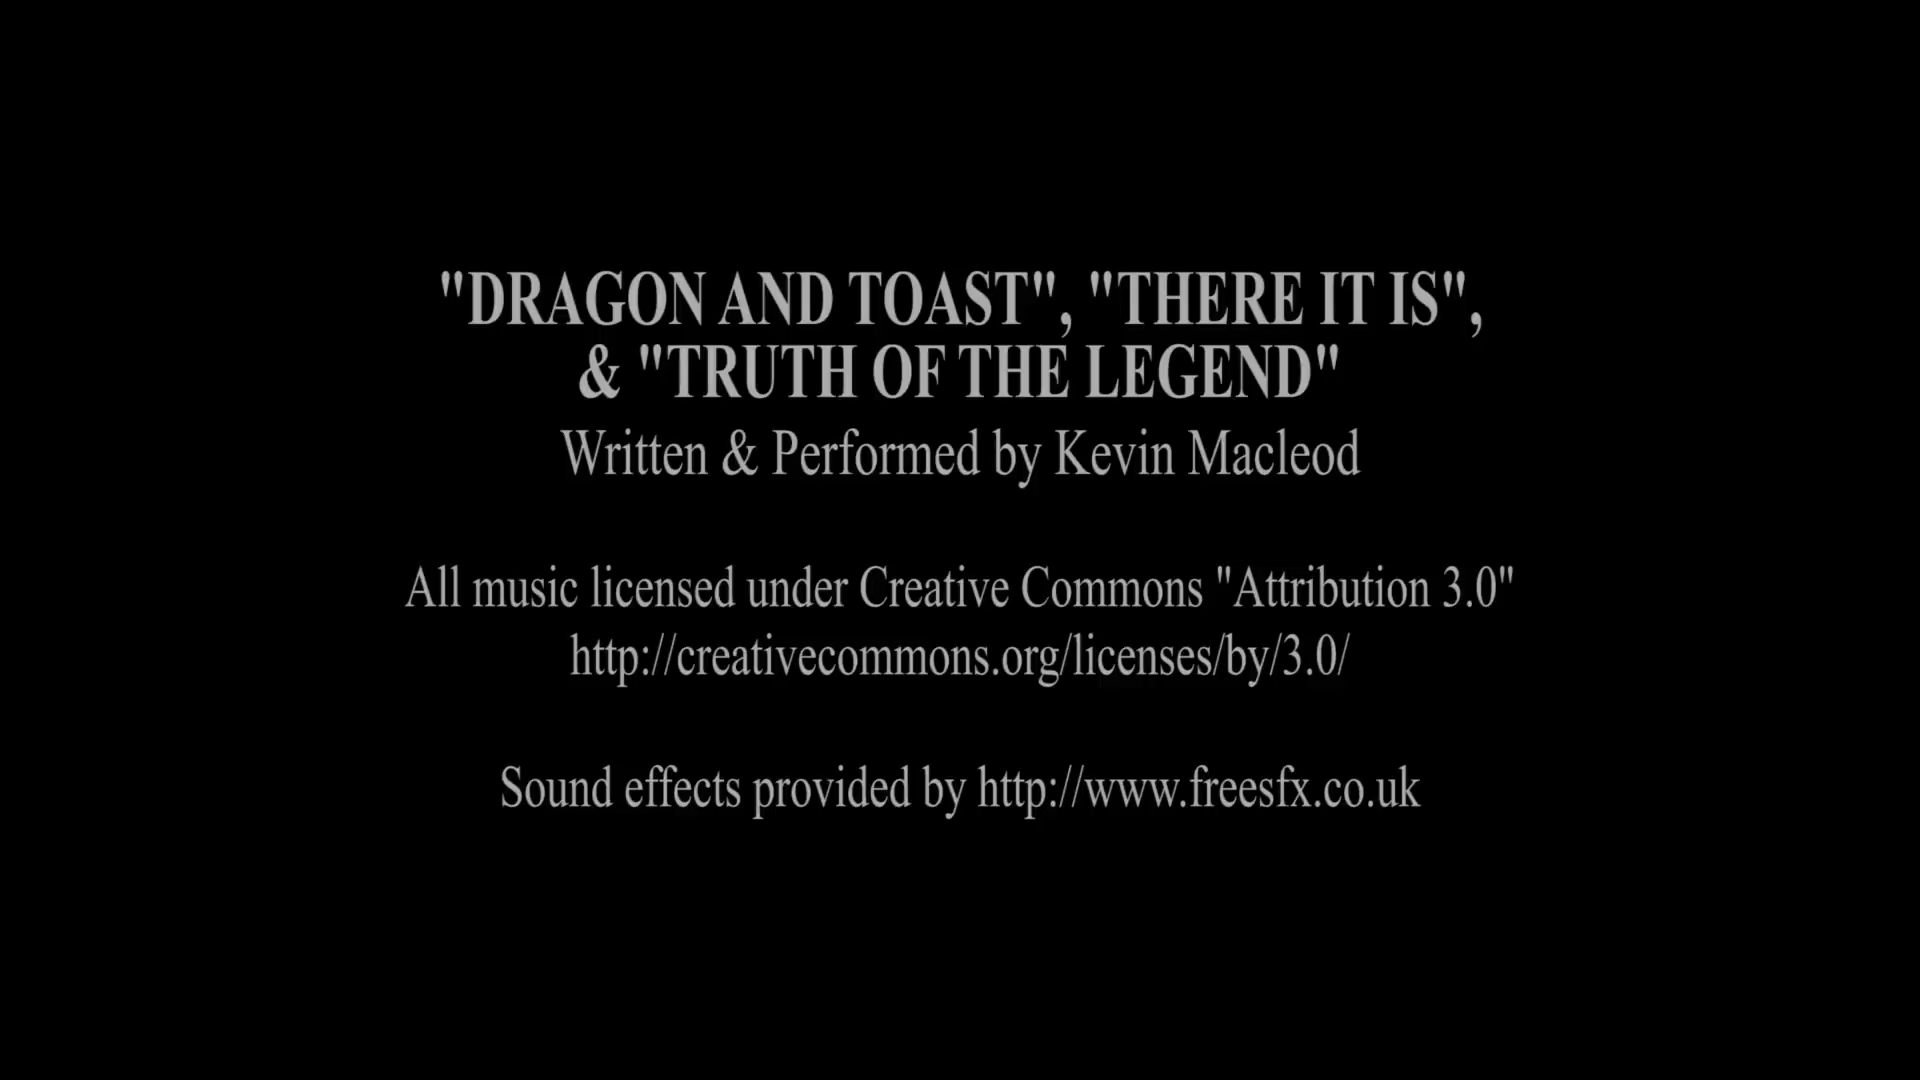 "DRAGON AND TOAST", "THERE IT IS",
& "TRUTH OF THE LEGEND"
Written & Performed by Kevin Macleod
All music licensed under Creative Commons "Attribution 3.0"
http://creativecommons.org/licenses/by/3.0/
Sound effects provided by http://www.freesfx.co.uk